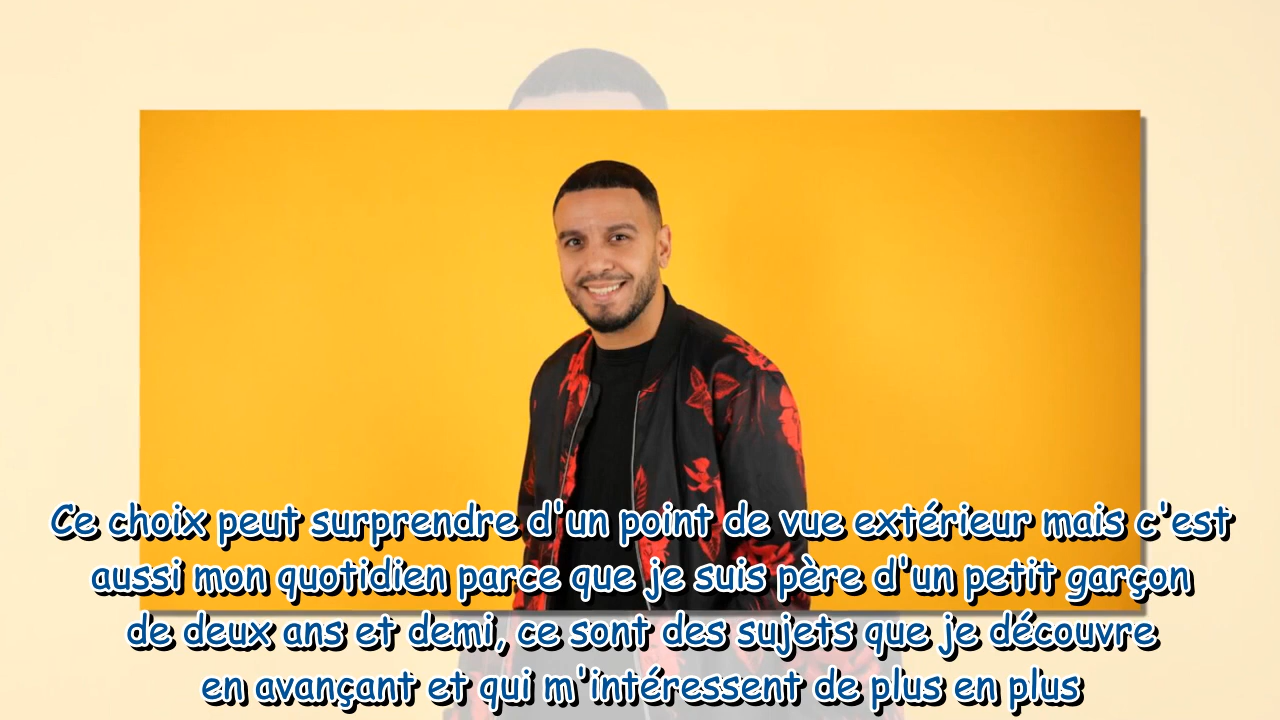 Ce choix peut surprendre d'un point de vue extérieur mais c'est
aussi mon quotidien parce que je suis père d'un petit garçon
de deux ans et demi, ce sont des sujets que je découvre
en avançant et qui m'intéressent de plus en plus